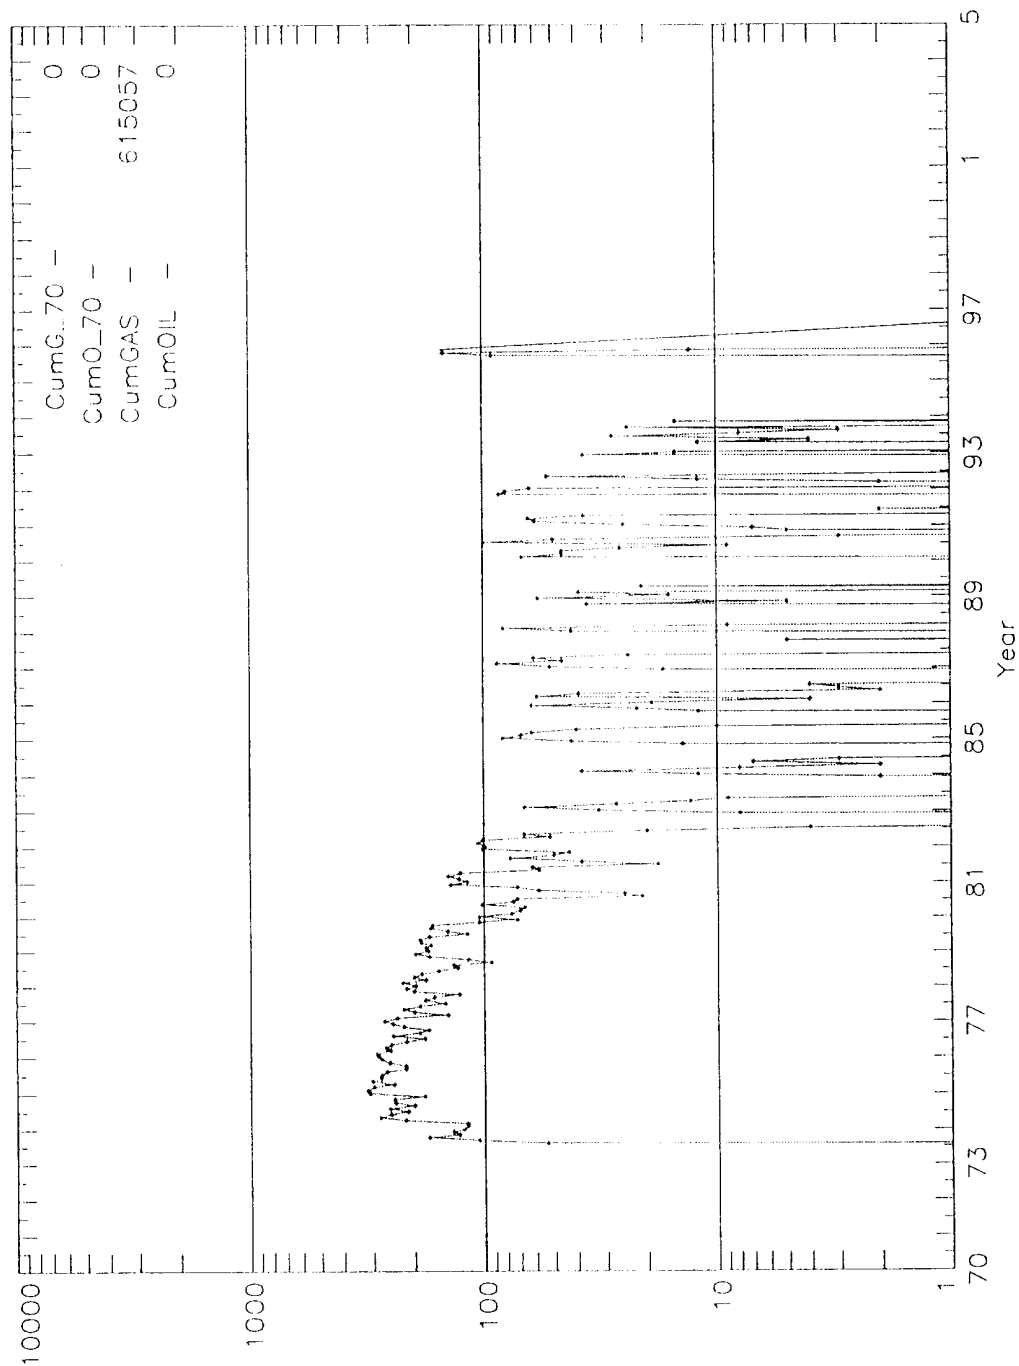 CumG_70 - 0
CumO_70 - 0
CumGAS - 615057
CumOIL - 0
10000
1000
100
10
1
70 73 77 81 85 89 93 97 1 5
Year